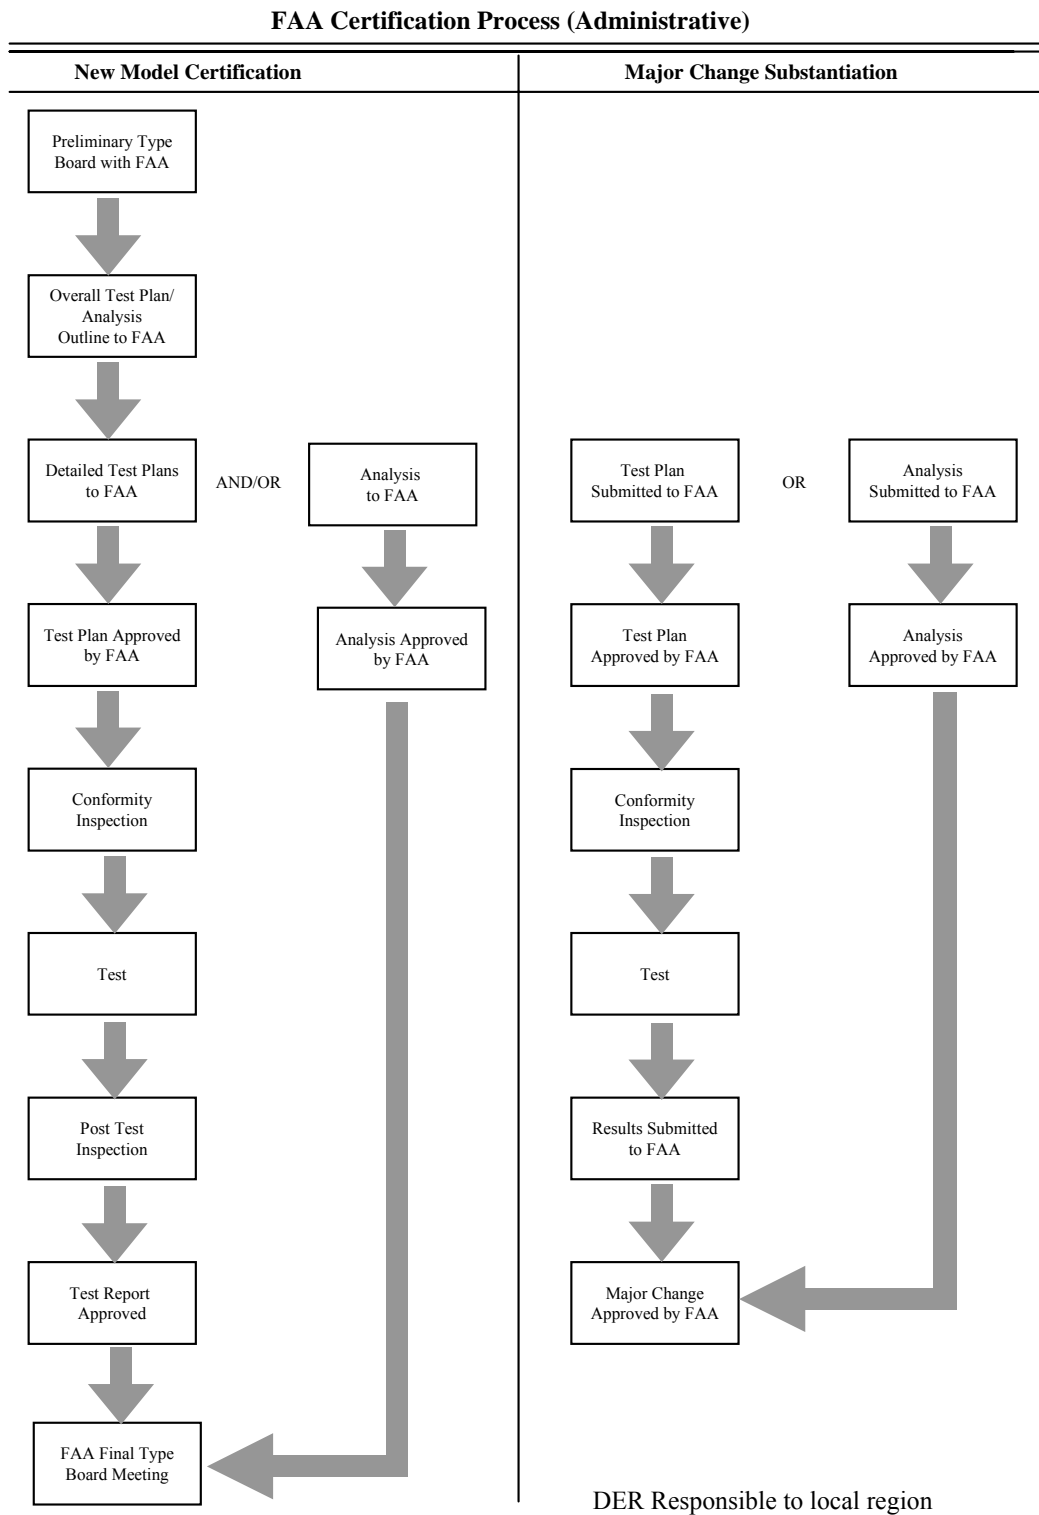 FAA Certification Process (Administrative)
New Model Certification
Major Change Substantiation
Preliminary Type
Board with FAA
Overall Test Plan/
Analysis
Outline to FAA
Detailed Test Plans
to FAA
AND/OR
Analysis
to FAA
Test Plan Approved
by FAA
Analysis Approved
by FAA
Conformity
Inspection
Test
Post Test
Inspection
Test Report
Approved
FAA Final Type
Board Meeting
Test Plan
Submitted to FAA
OR
Analysis
Submitted to FAA
Test Plan
Approved by FAA
Analysis
Approved by FAA
Conformity
Inspection
Test
Results Submitted
to FAA
Major Change
Approved by FAA
DER Responsible to local region